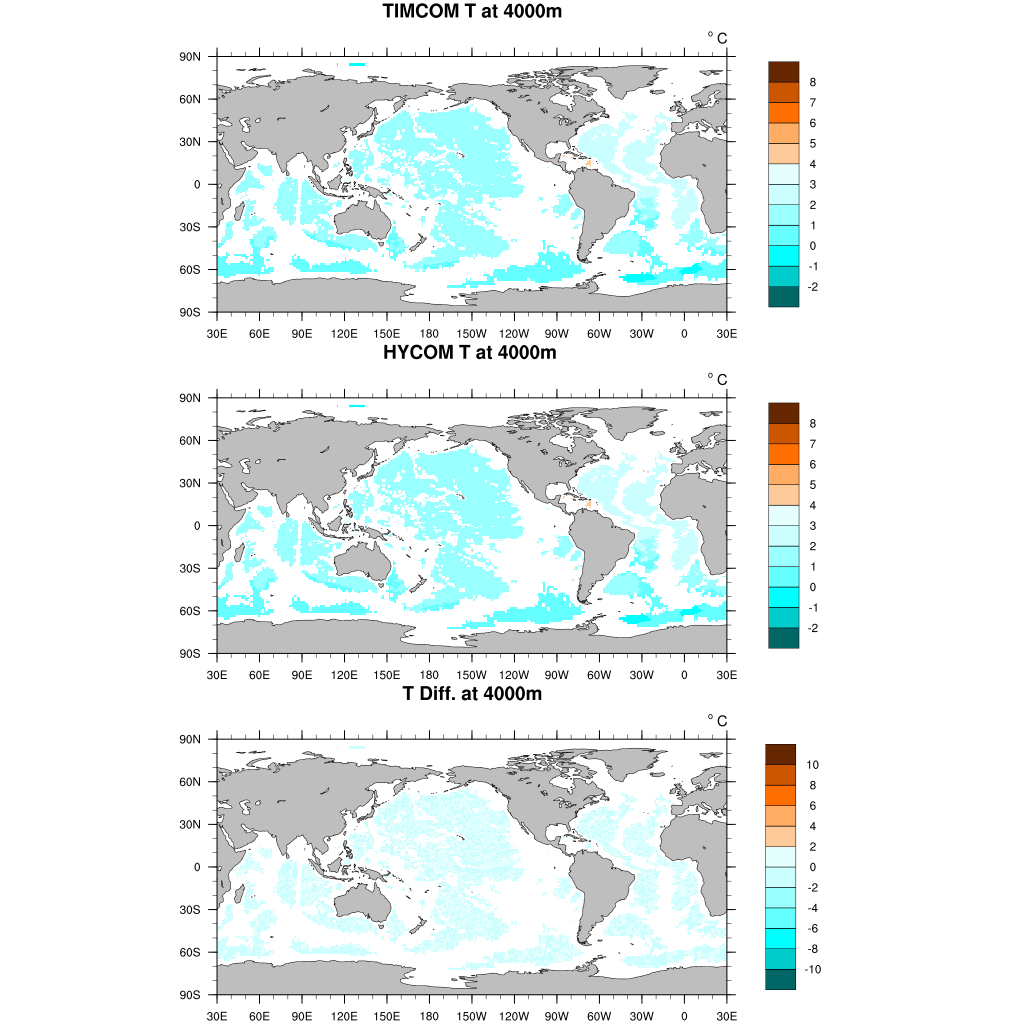 TIMCOM T at 4000m
° C
90N
60N
30N
0
30S
60S
90S
30E 60E 90E 120E 150E 180 150W 120W 90W 60W 30W 0 30E
8
7
6
5
4
3
2
1
0
-1
-2
HYCOM T at 4000m
° C
90N
60N
30N
0
30S
60S
90S
30E 60E 90E 120E 150E 180 150W 120W 90W 60W 30W 0 30E
8
7
6
5
4
3
2
1
0
-1
-2
T Diff. at 4000m
° C
90N
60N
30N
0
30S
60S
90S
30E 60E 90E 120E 150E 180 150W 120W 90W 60W 30W 0 30E
10
8
6
4
2
0
-2
-4
-6
-8
-10